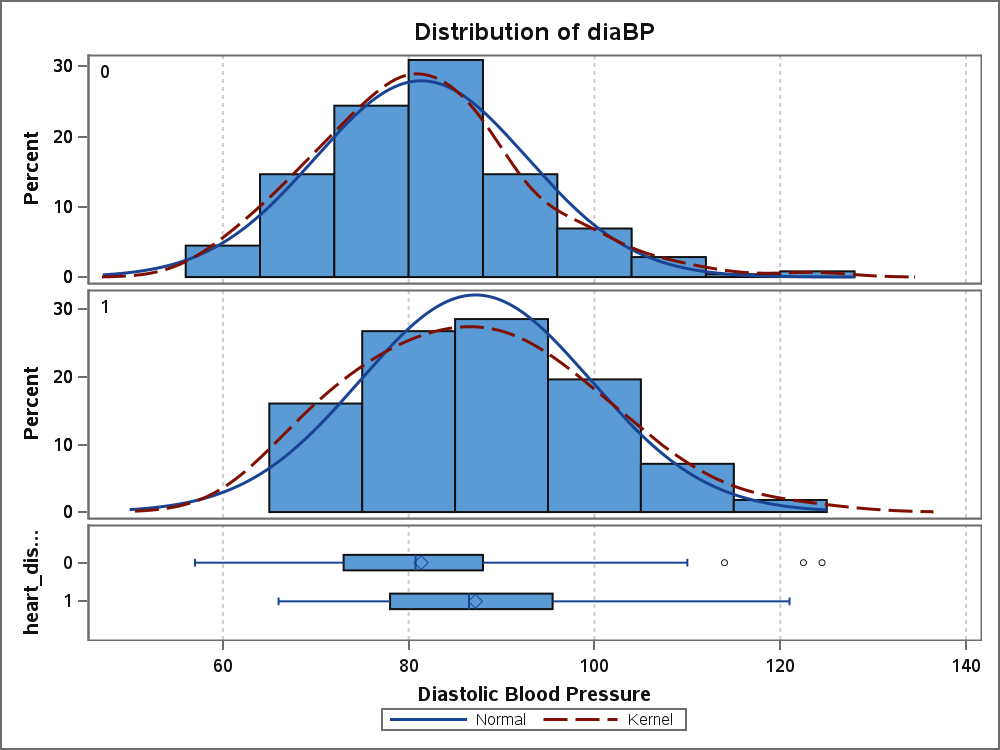 Distribution of diaBP
0
30
20
10
0
Percent
1
30
20
10
0
Percent
heart_dis...
0
1
60 80 100 120 140
Diastolic Blood Pressure
Normal Kernel